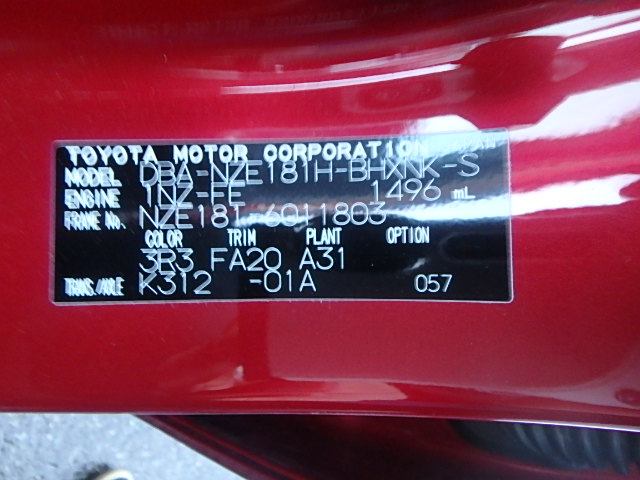 TOYOTA MOTOR CORPORATION
MODEL DBA-NZE181H-BHXNK-S
ENGINE 1NZ-FE 1496 mL
FRAME No. NZE181-6011803
COLOR TRIM PLANT OPTION
3R3 FA20 A31
TRANS./AXLE K312 -01A 057